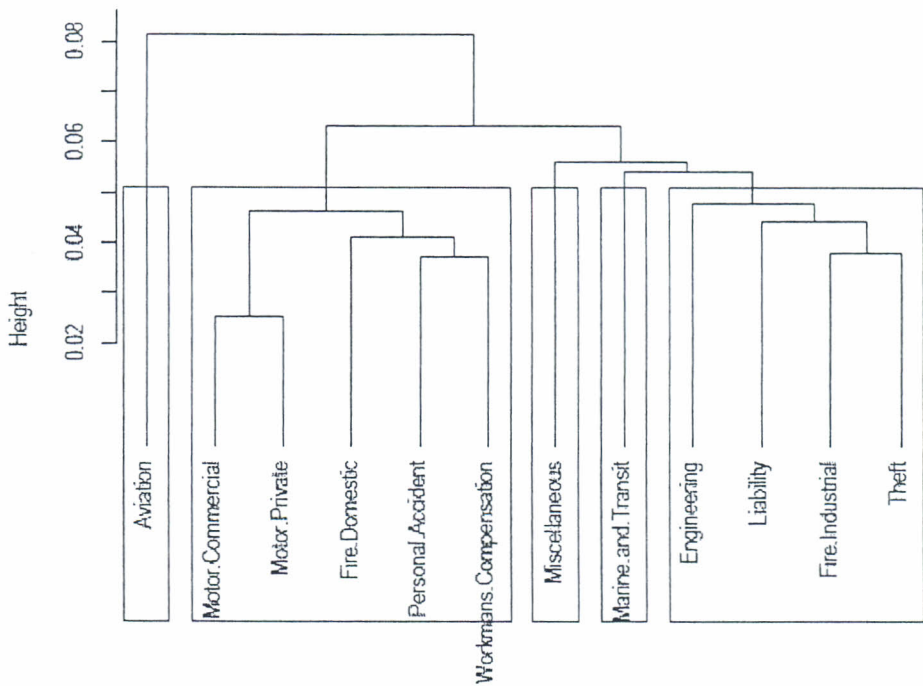 Height
0.08
0.06
0.04
0.02
Aviation
Motor.Commercial
Motor.Private
Fire.Domestic
Personal.Accident
Workmans.Compensation
Miscellaneous
Marine.and.Transit
Engineering
Liability
Fire.Industrial
Theft